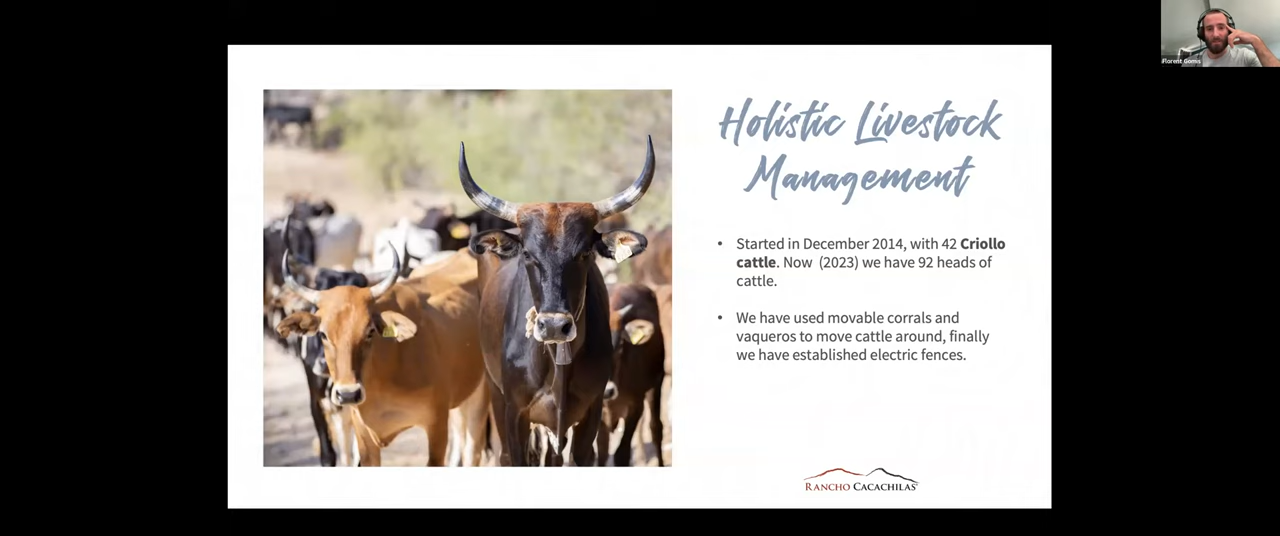 Florent Gomis
Holistic Livestock
Management
• Started in December 2014, with 42 Criollo
cattle. Now (2023) we have 92 heads of
cattle.
• We have used movable corrals and
vaqueros to move cattle around, finally
we have established electric fences.
RANCHO CACACHILAS